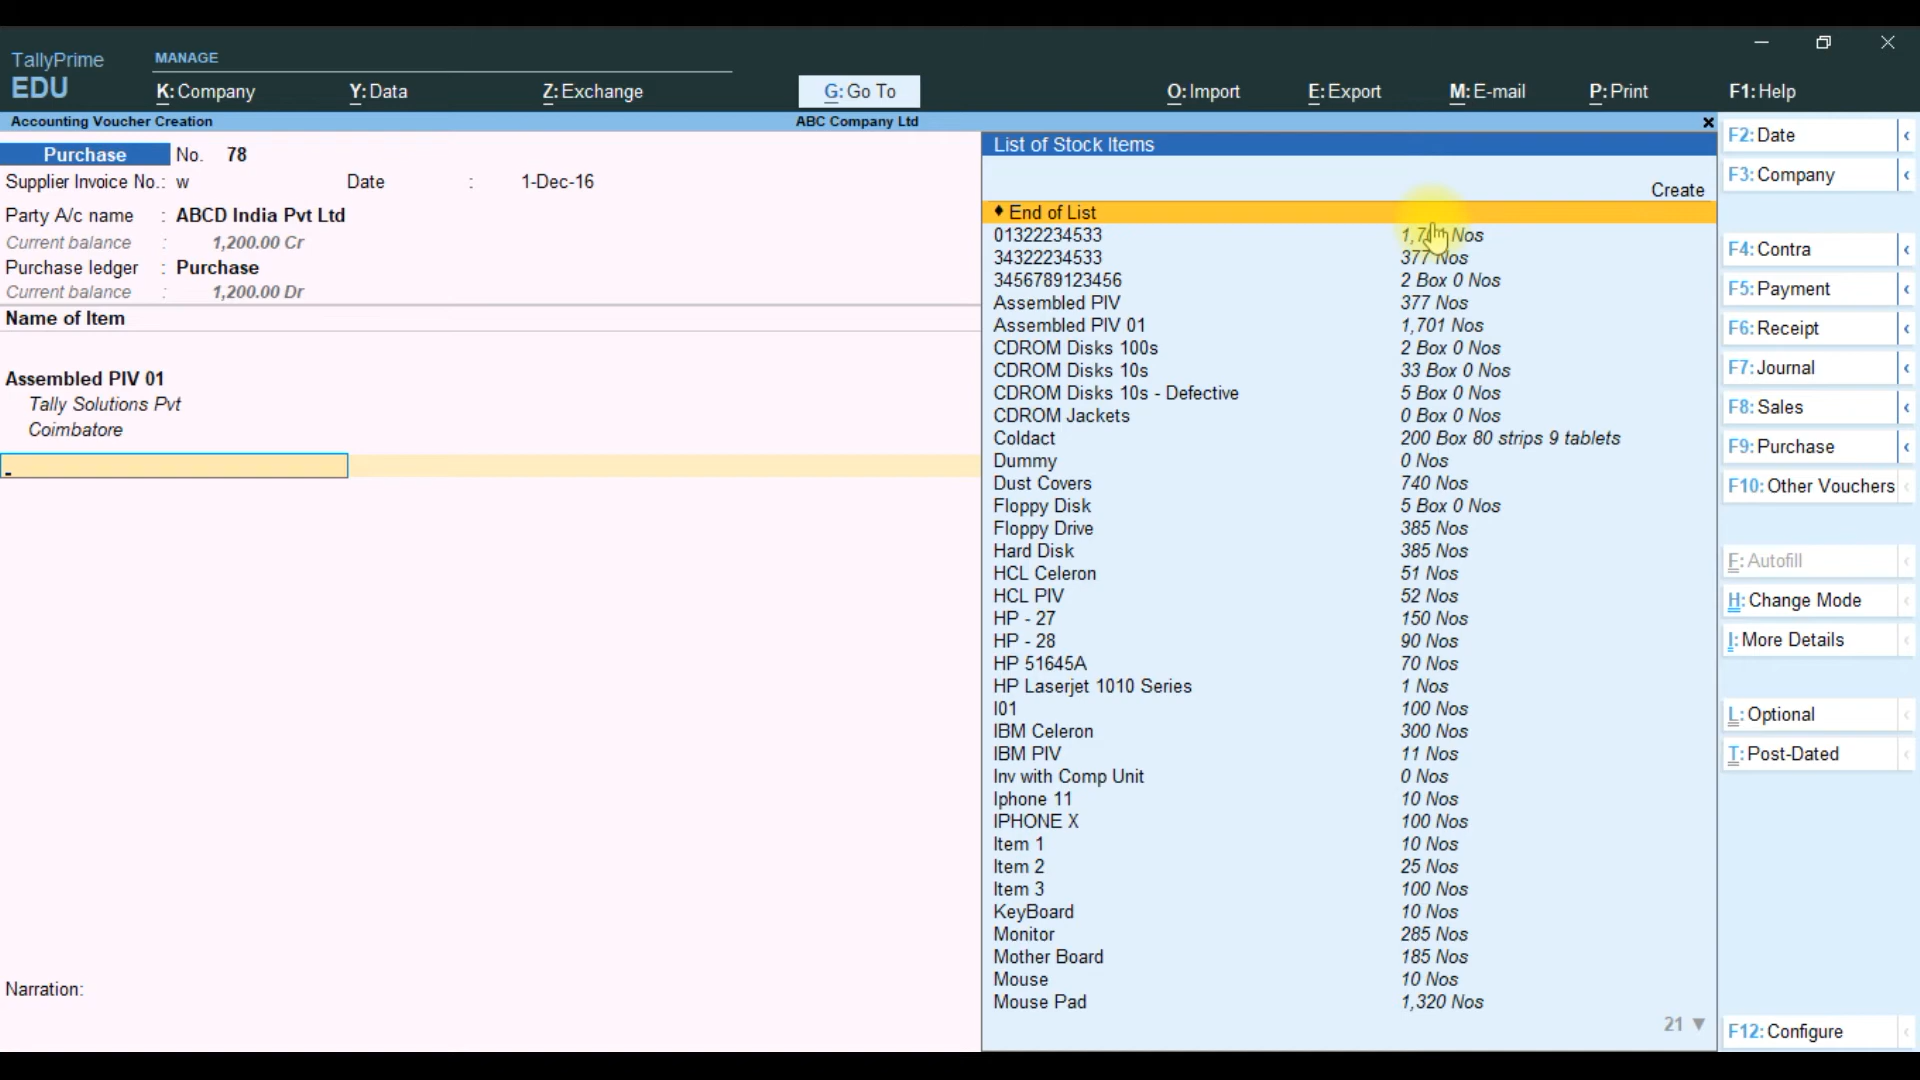 TallyPrime
EDU
MANAGE
K: Company
Y: Data
Z: Exchange
G: Go To
O: Import
E: Export
M: E-mail
P: Print
F1: Help
Accounting Voucher Creation
ABC Company Ltd
Purchase No. 78
Supplier Invoice No.: w Date : 1-Dec-16
Party A/c name : ABCD India Pvt Ltd
Current balance : 1,200.00 Cr
Purchase ledger : Purchase
Current balance : 1,200.00 Dr
Name of Item
Assembled PIV 01
Tally Solutions Pvt
Coimbatore
Narration:
List of Stock Items
Create
♦ End of List
01322234533 Nos
34322234533 377 Nos
3456789123456 2 Box 0 Nos
Assembled PIV 377 Nos
Assembled PIV 01 1,701 Nos
CDROM Disks 100s 2 Box 0 Nos
CDROM Disks 10s 33 Box 0 Nos
CDROM Disks 10s - Defective 5 Box 0 Nos
CDROM Jackets 0 Box 0 Nos
Coldact 200 Box 80 strips 9 tablets
Dummy 0 Nos
Dust Covers 740 Nos
Floppy Disk 5 Box 0 Nos
Floppy Drive 385 Nos
Hard Disk 385 Nos
HCL Celeron 51 Nos
HCL PIV 52 Nos
HP - 27 150 Nos
HP - 28 90 Nos
HP 51645A 70 Nos
HP Laserjet 1010 Series 1 Nos
I01 100 Nos
IBM Celeron 300 Nos
IBM PIV 11 Nos
Inv with Comp Unit 0 Nos
Iphone 11 10 Nos
IPHONE X 100 Nos
Item 1 10 Nos
Item 2 25 Nos
Item 3 100 Nos
KeyBoard 10 Nos
Monitor 285 Nos
Mother Board 185 Nos
Mouse 10 Nos
Mouse Pad 1,320 Nos
21 ▼
F2: Date
F3: Company
F4: Contra
F5: Payment
F6: Receipt
F7: Journal
F8: Sales
F9: Purchase
F10: Other Vouchers
F: Autofill
H: Change Mode
I: More Details
L: Optional
T: Post-Dated
F12: Configure